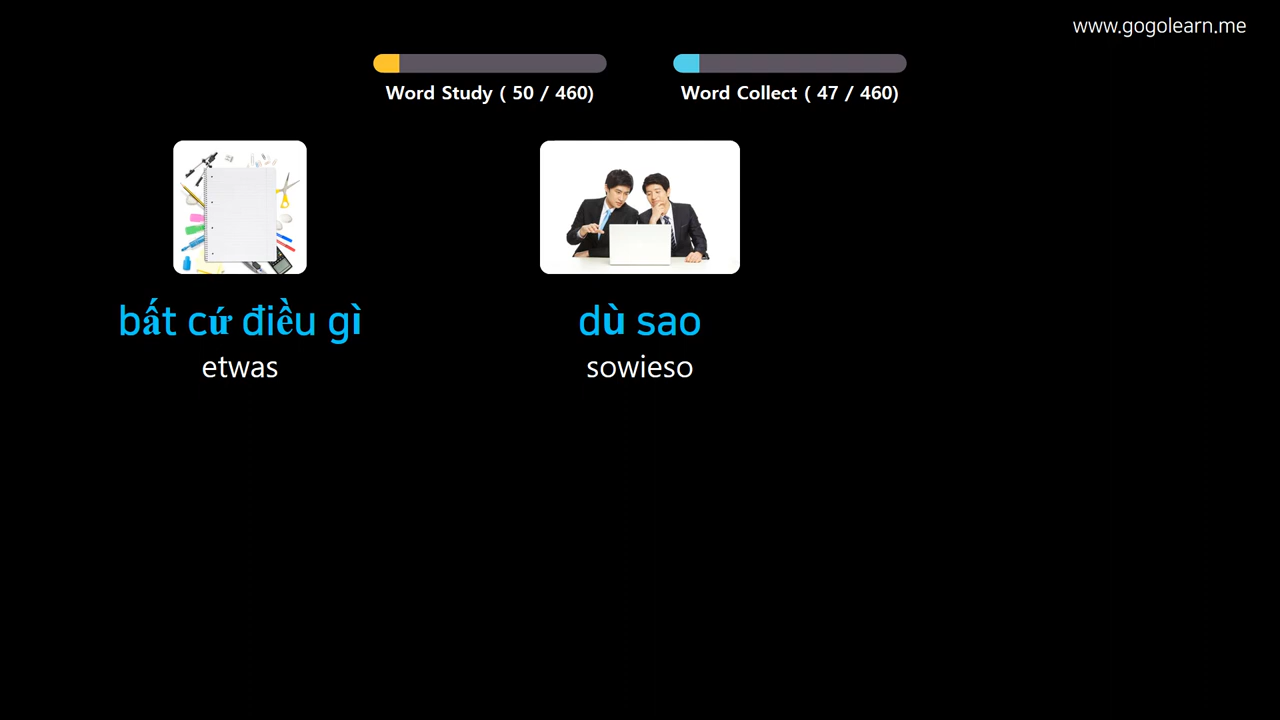 www.gogolearn.me
Word Study ( 50 / 460)
Word Collect ( 47 / 460)
bất cứ điều gì
etwas
dù sao
sowieso